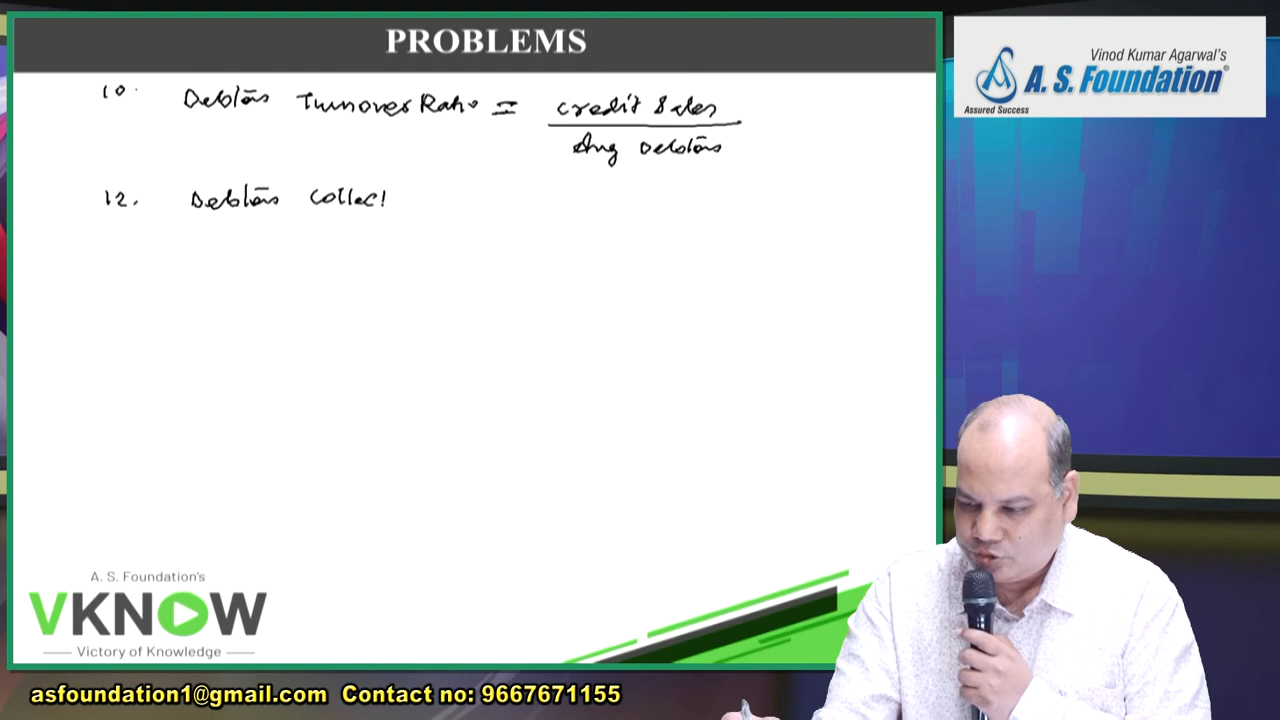 PROBLEMS
10. Debtors Turnover Ratio = Credit Sales
Avg Debtors
12. Debtors Collect
Vinod Kumar Agarwal's
A. S. Foundation®
Assured Success
A. S. Foundation's
VKNOW
Victory of Knowledge
asfoundation1@gmail.com Contact no: 9667671155